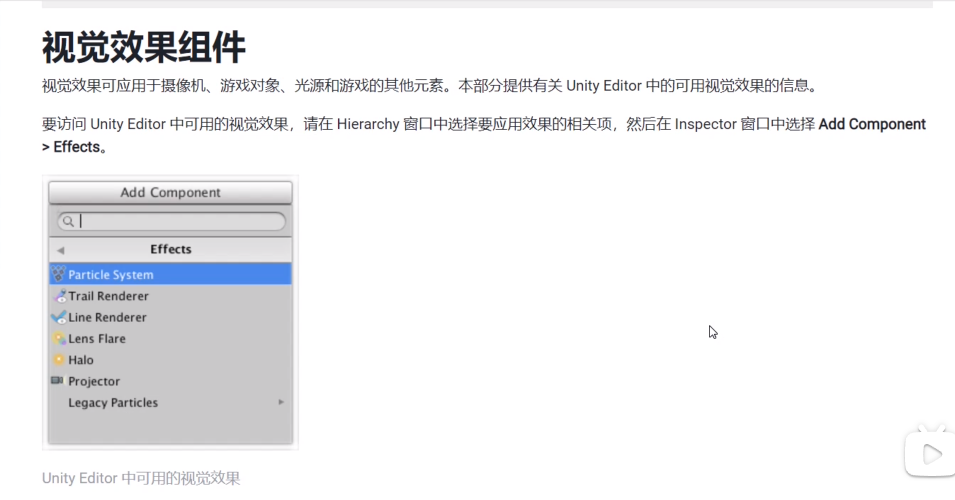 视觉效果组件
视觉效果可应用于摄像机、游戏对象、光源和游戏的其他元素。本部分提供有关 Unity Editor 中的可用视觉效果的信息。
要访问 Unity Editor 中可用的视觉效果，请在 Hierarchy 窗口中选择要应用效果的相关项，然后在 Inspector 窗口中选择 Add Component
> Effects。
Add Component
Effects
Particle System
Trail Renderer
Line Renderer
Lens Flare
Halo
Projector
Legacy Particles
Unity Editor 中可用的视觉效果